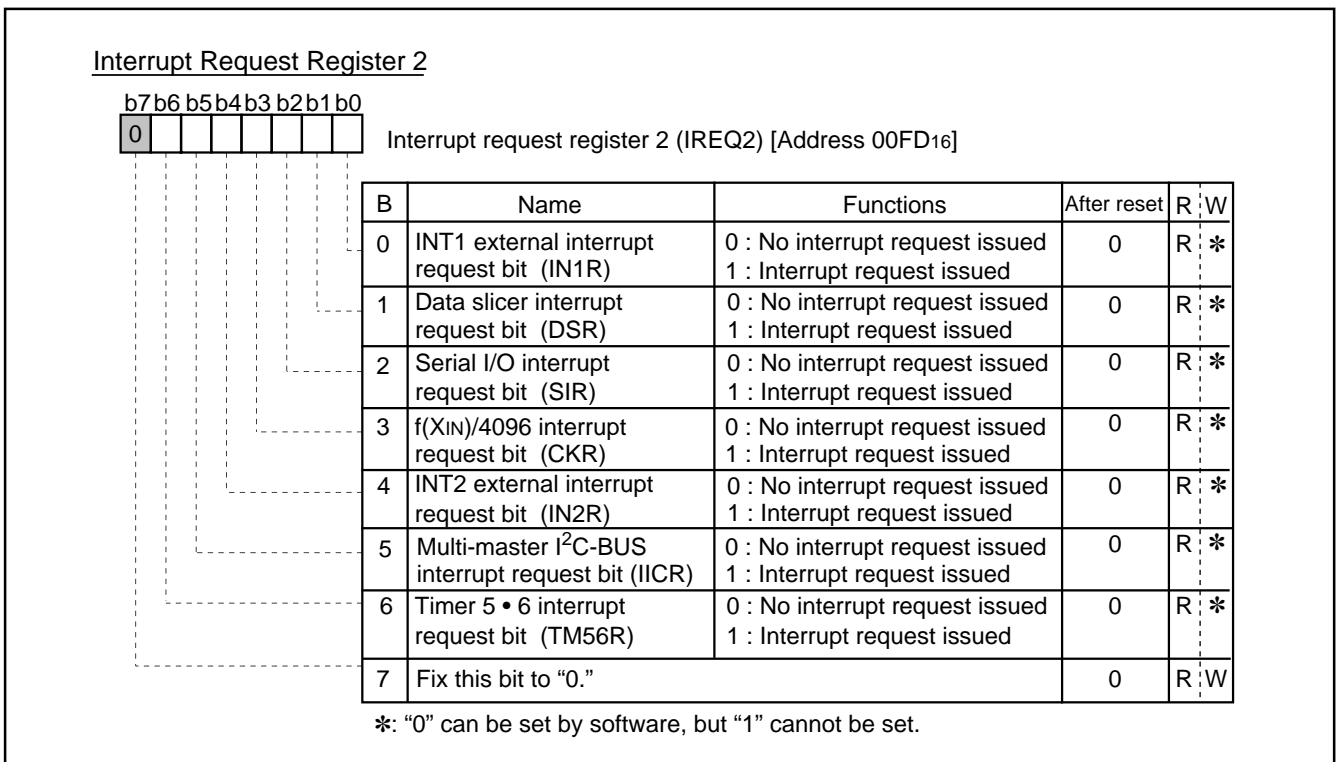 Interrupt Request Register 2
b7 b6 b5 b4 b3 b2 b1 b0
0
Interrupt request register 2 (IREQ2) [Address 00FD16]
B Name Functions After reset R W
0 INT1 external interrupt request bit (IN1R) 0 : No interrupt request issued 1 : Interrupt request issued 0 R ✻
1 Data slicer interrupt request bit (DSR) 0 : No interrupt request issued 1 : Interrupt request issued 0 R ✻
2 Serial I/O interrupt request bit (SIR) 0 : No interrupt request issued 1 : Interrupt request issued 0 R ✻
3 f(XIN)/4096 interrupt request bit (CKR) 0 : No interrupt request issued 1 : Interrupt request issued 0 R ✻
4 INT2 external interrupt request bit (IN2R) 0 : No interrupt request issued 1 : Interrupt request issued 0 R ✻
5 Multi-master I2C-BUS interrupt request bit (IICR) 0 : No interrupt request issued 1 : Interrupt request issued 0 R ✻
6 Timer 5 • 6 interrupt request bit (TM56R) 0 : No interrupt request issued 1 : Interrupt request issued 0 R ✻
7 Fix this bit to “0.” 0 R W
✻: “0” can be set by software, but “1” cannot be set.